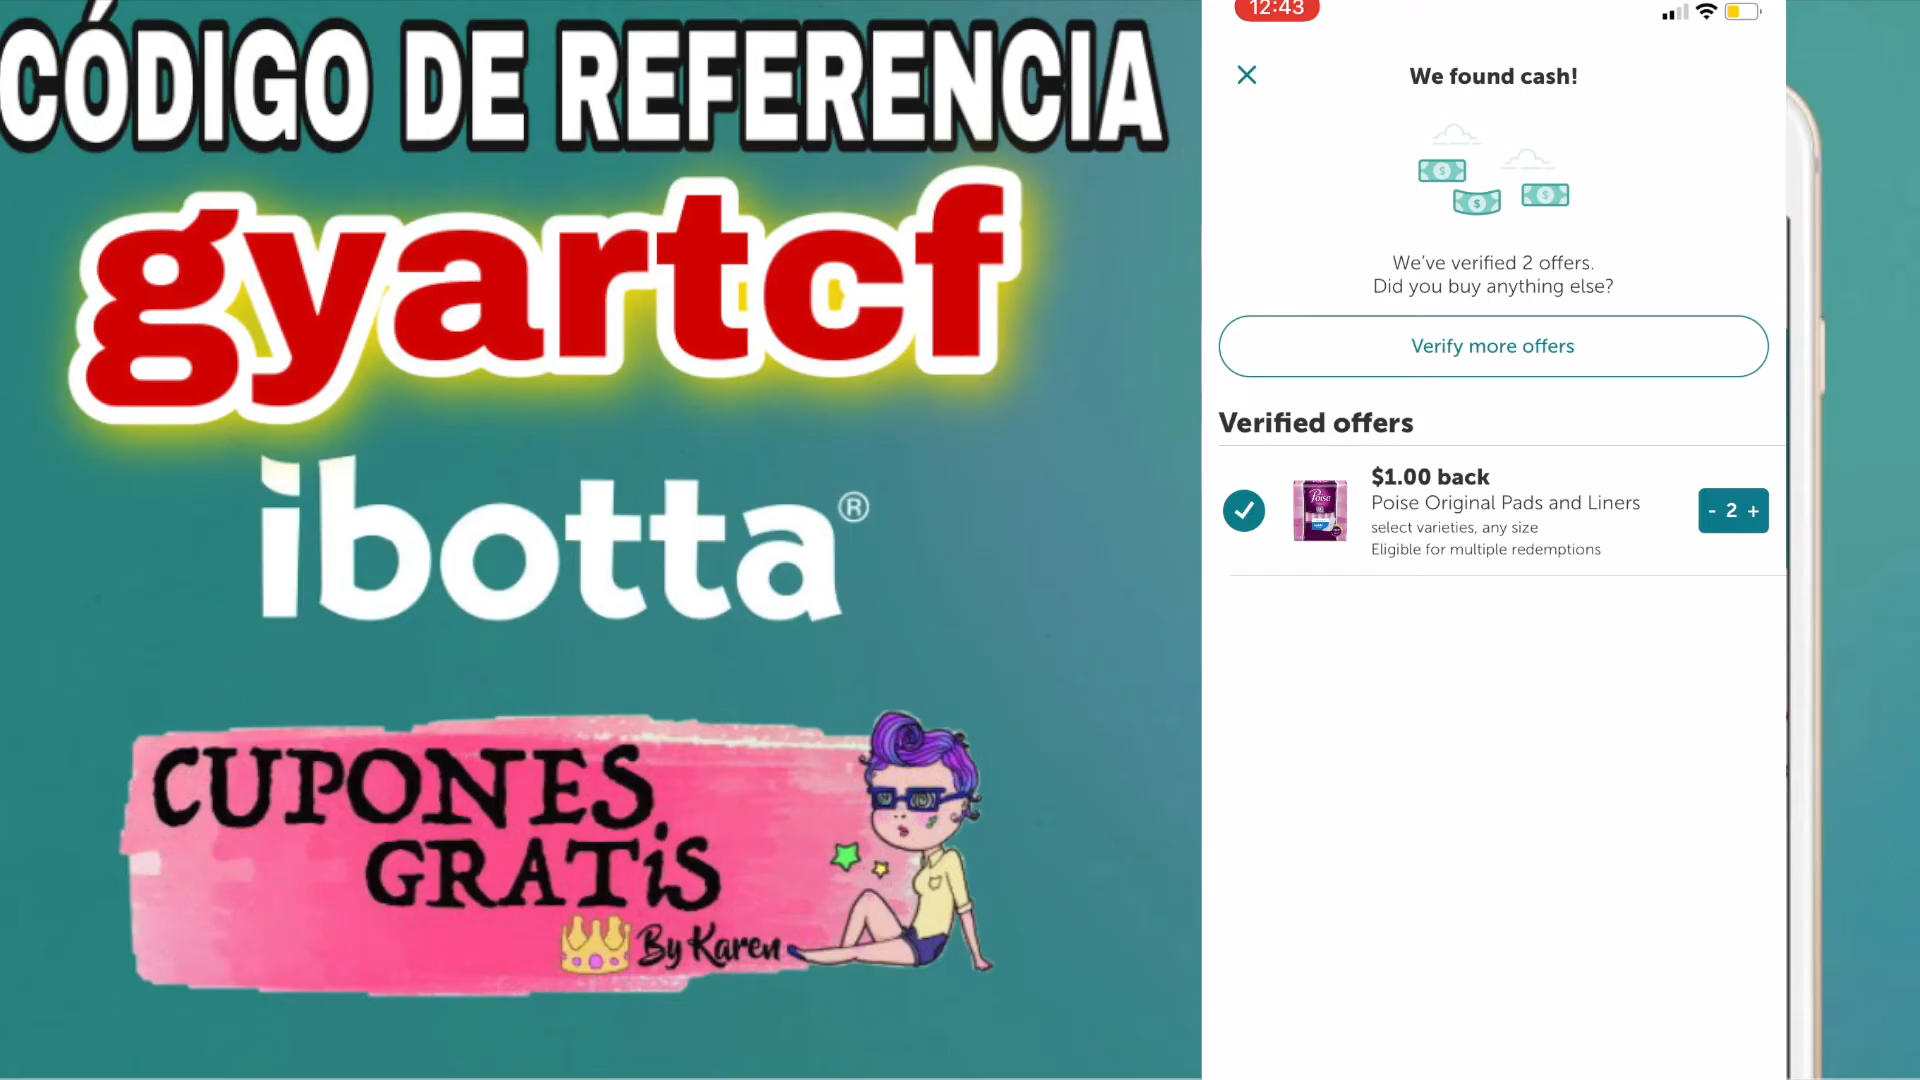 CÓDIGO DE REFERENCIA
gyartcf
ibotta®
CUPONES
GRATiS
By Karen
12:43
We found cash!
We've verified 2 offers.
Did you buy anything else?
Verify more offers
Verified offers
$1.00 back
Poise Original Pads and Liners
select varieties, any size
Eligible for multiple redemptions
- 2 +
Poise